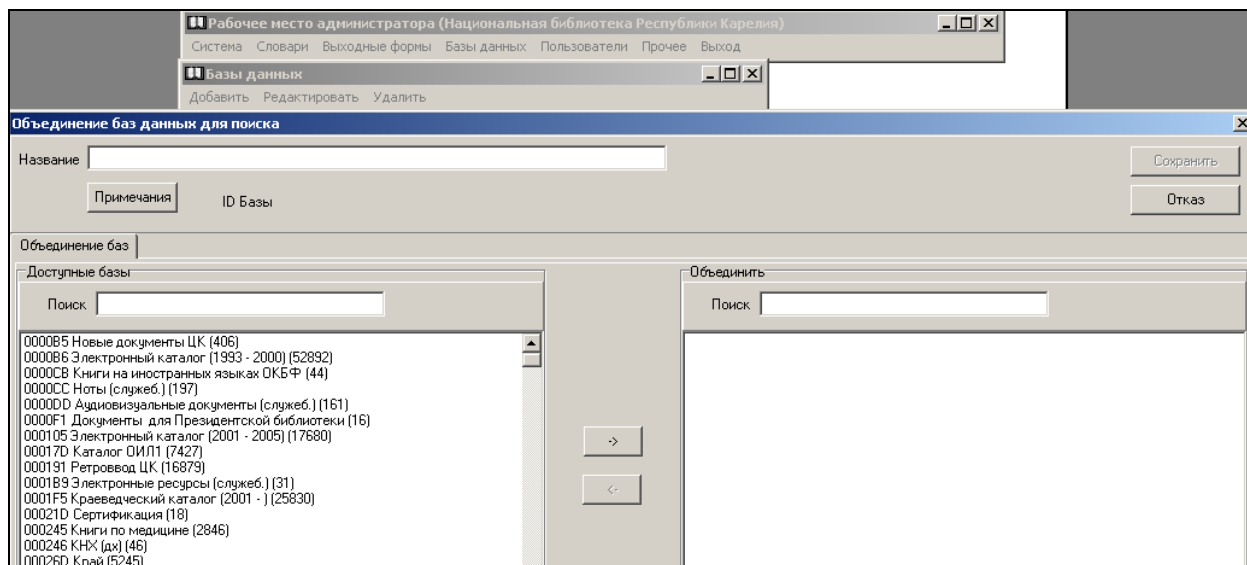 Рабочее место администратора (Национальная библиотека Республики Карелия)
Система Словари Выходные формы Базы данных Пользователи Прочее Выход
Базы данных
Добавить Редактировать Удалить
Объединение баз данных для поиска
Название
Сохранить
Примечания
ID Базы
Отказ
Объединение баз
Доступные базы
Поиск
0000B5 Новые документы ЦК (406)
0000B6 Электронный каталог (1993 - 2000) (52892)
0000CB Книги на иностранных языках ОКБФ (44)
0000CC Ноты (служеб.) (197)
0000DD Аудиовизуальные документы (служеб.) (161)
0000F1 Документы для Президентской библиотеки (16)
000105 Электронный каталог (2001 - 2005) (17680)
00017D Каталог ОИЛ1 (7427)
000191 Ретроввод ЦК (16879)
0001B9 Электронные ресурсы (служеб.) (31)
0001F5 Краеведческий каталог (2001 - ) (25830)
00021D Сертификация (18)
000245 Книги по медицине (2846)
000246 КНХ (дх) (46)
00026D Край (5245)
->
<-
Объединить
Поиск